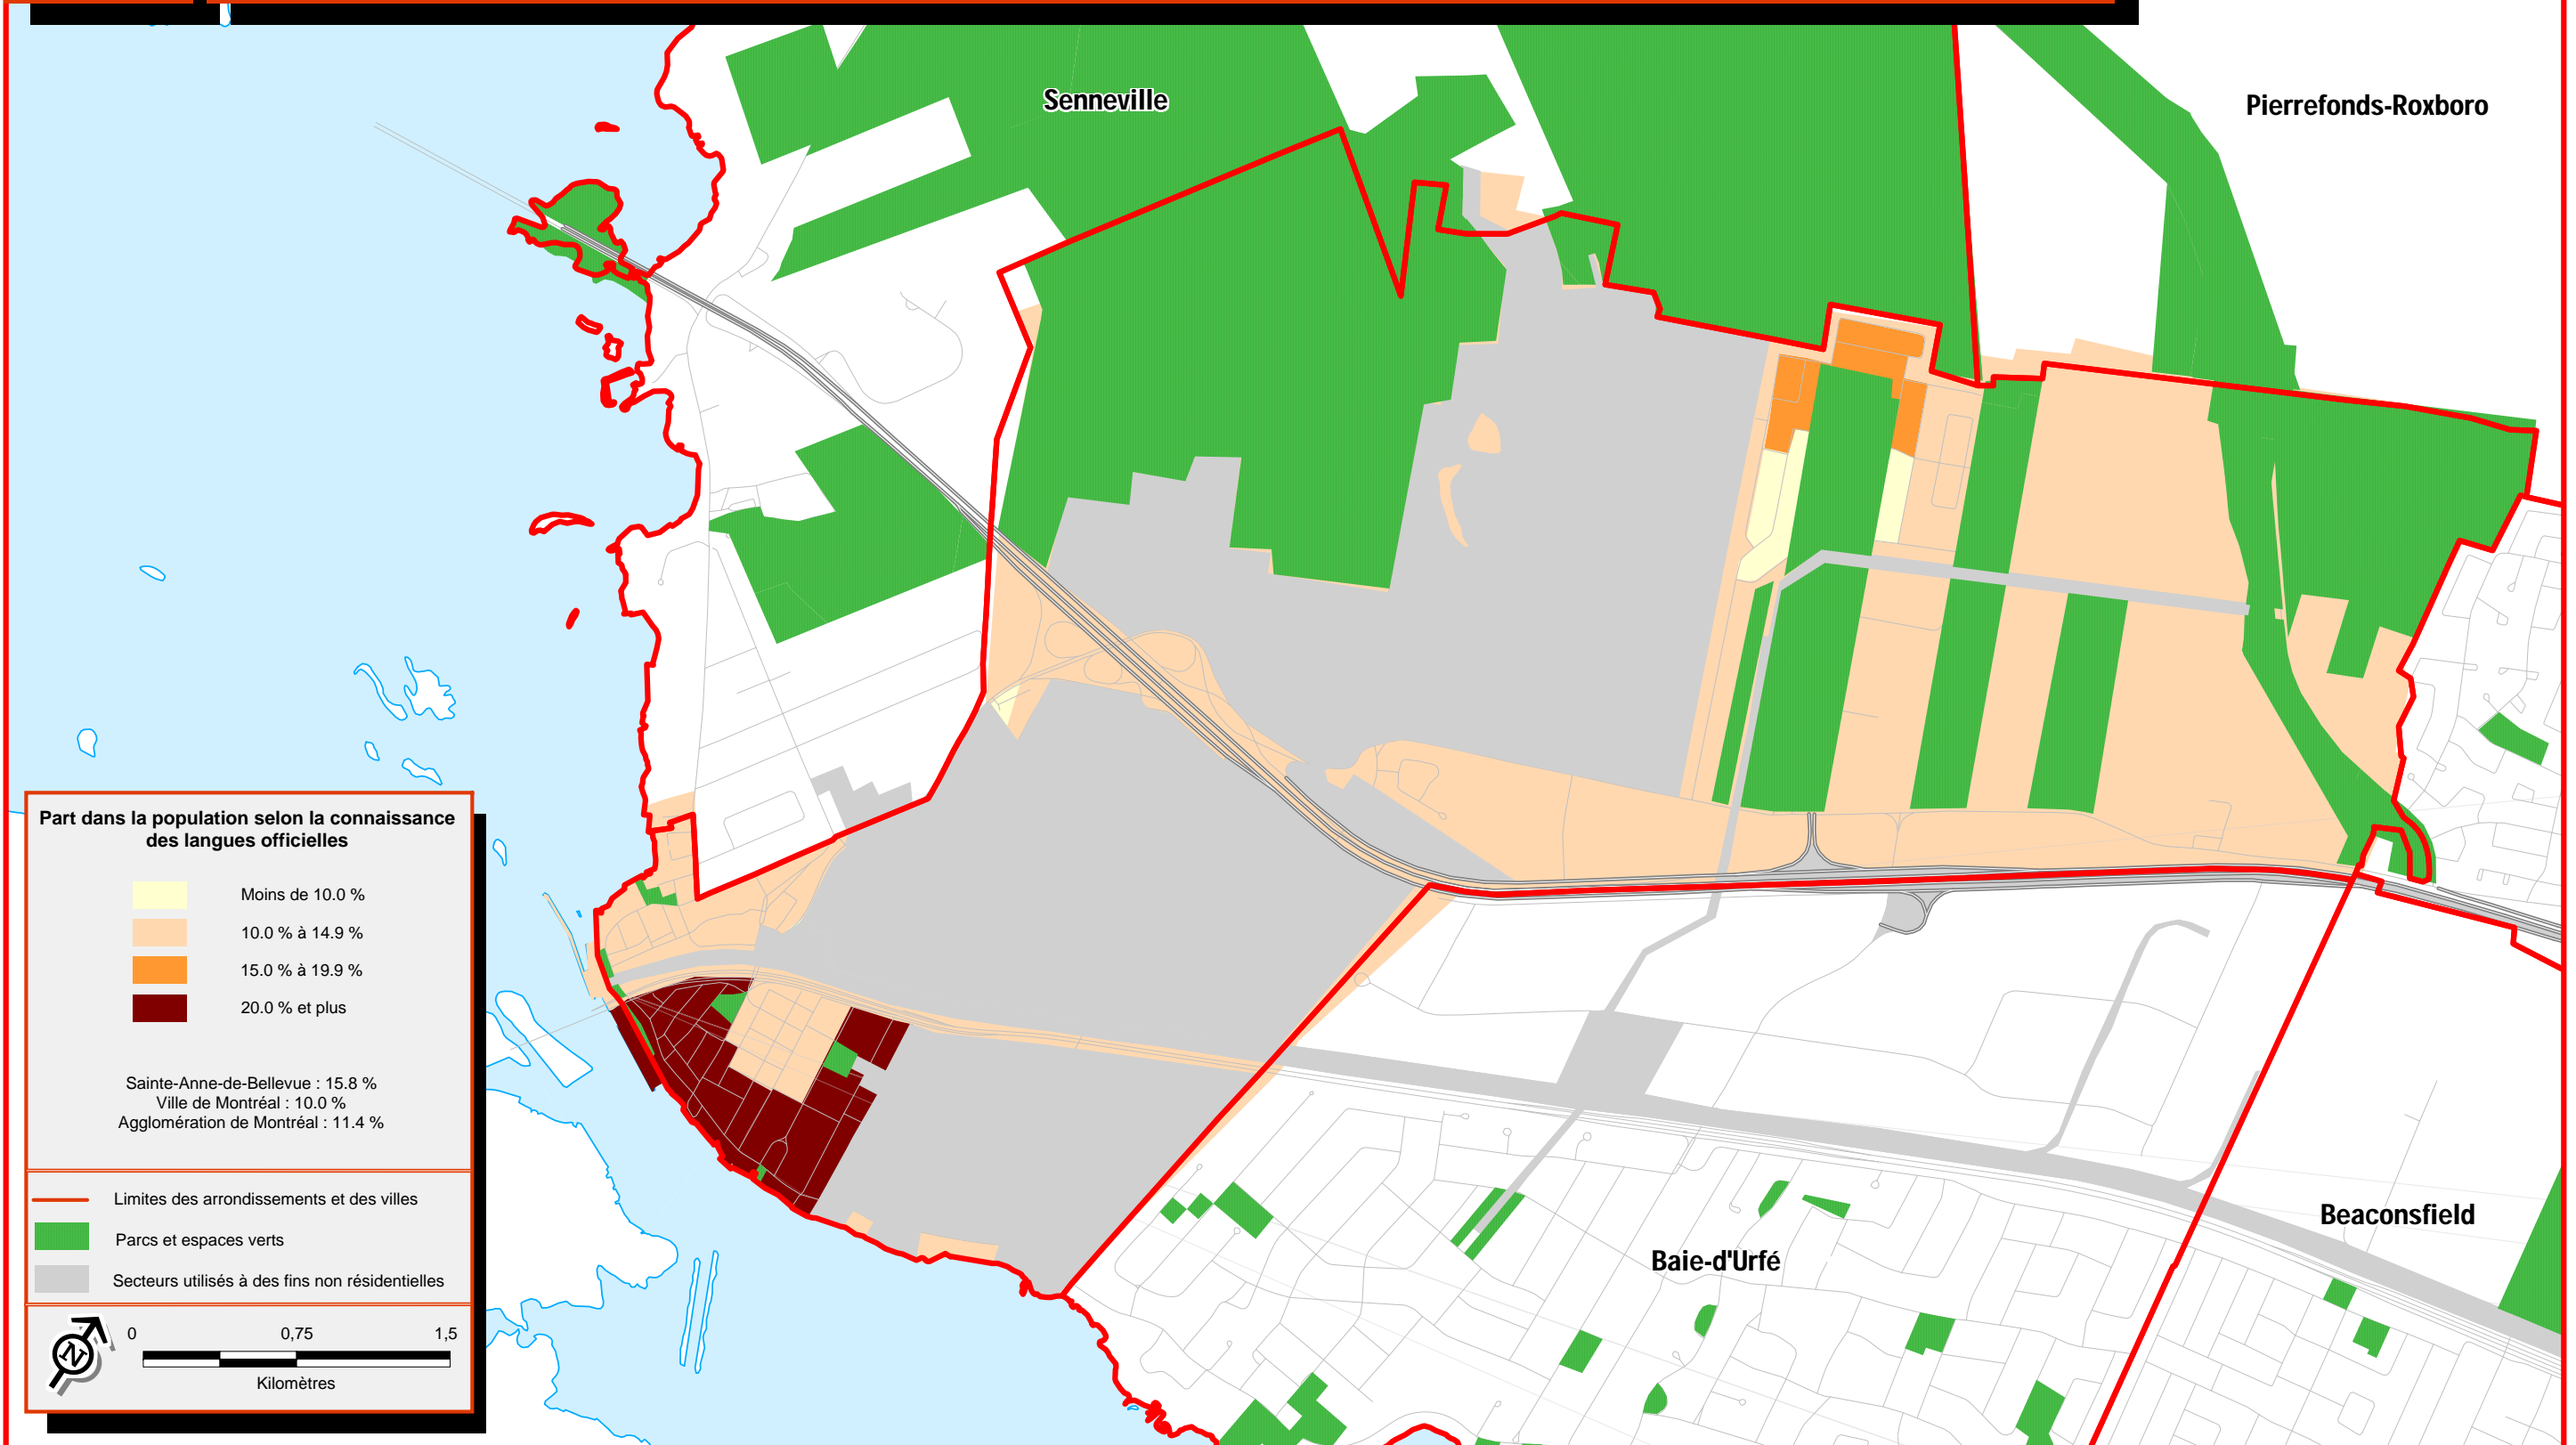 Senneville
Pierrefonds-Roxboro
Part dans la population selon la connaissance
des langues officielles
Moins de 10.0 %
10.0 % à 14.9 %
15.0 % à 19.9 %
20.0 % et plus
Sainte-Anne-de-Bellevue : 15.8 %
Ville de Montréal : 10.0 %
Agglomération de Montréal : 11.4 %
Limites des arrondissements et des villes
Parcs et espaces verts
Secteurs utilisés à des fins non résidentielles
N
0 0,75 1,5
Kilomètres
Beaconsfield
Baie-d'Urfé